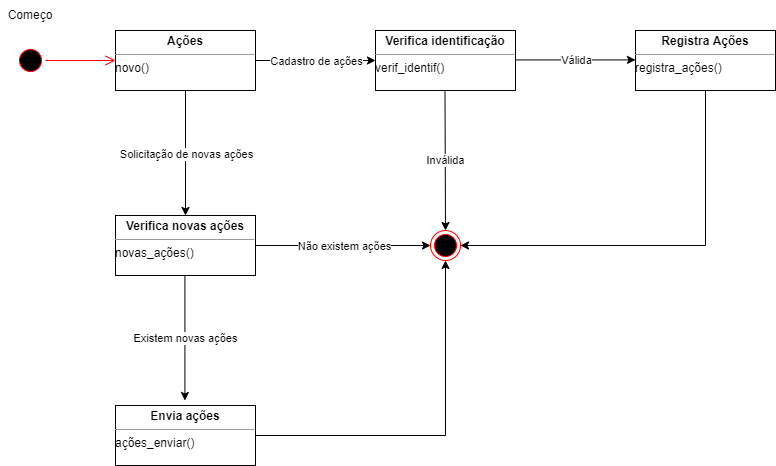 Começo
Ações
novo()
Cadastro de ações
Verifica identificação
verif_identif()
Válida
Registra Ações
registra_ações()
Solicitação de novas ações
Inválida
Verifica novas ações
novas_ações()
Não existem ações
Existem novas ações
Envia ações
ações_enviar()